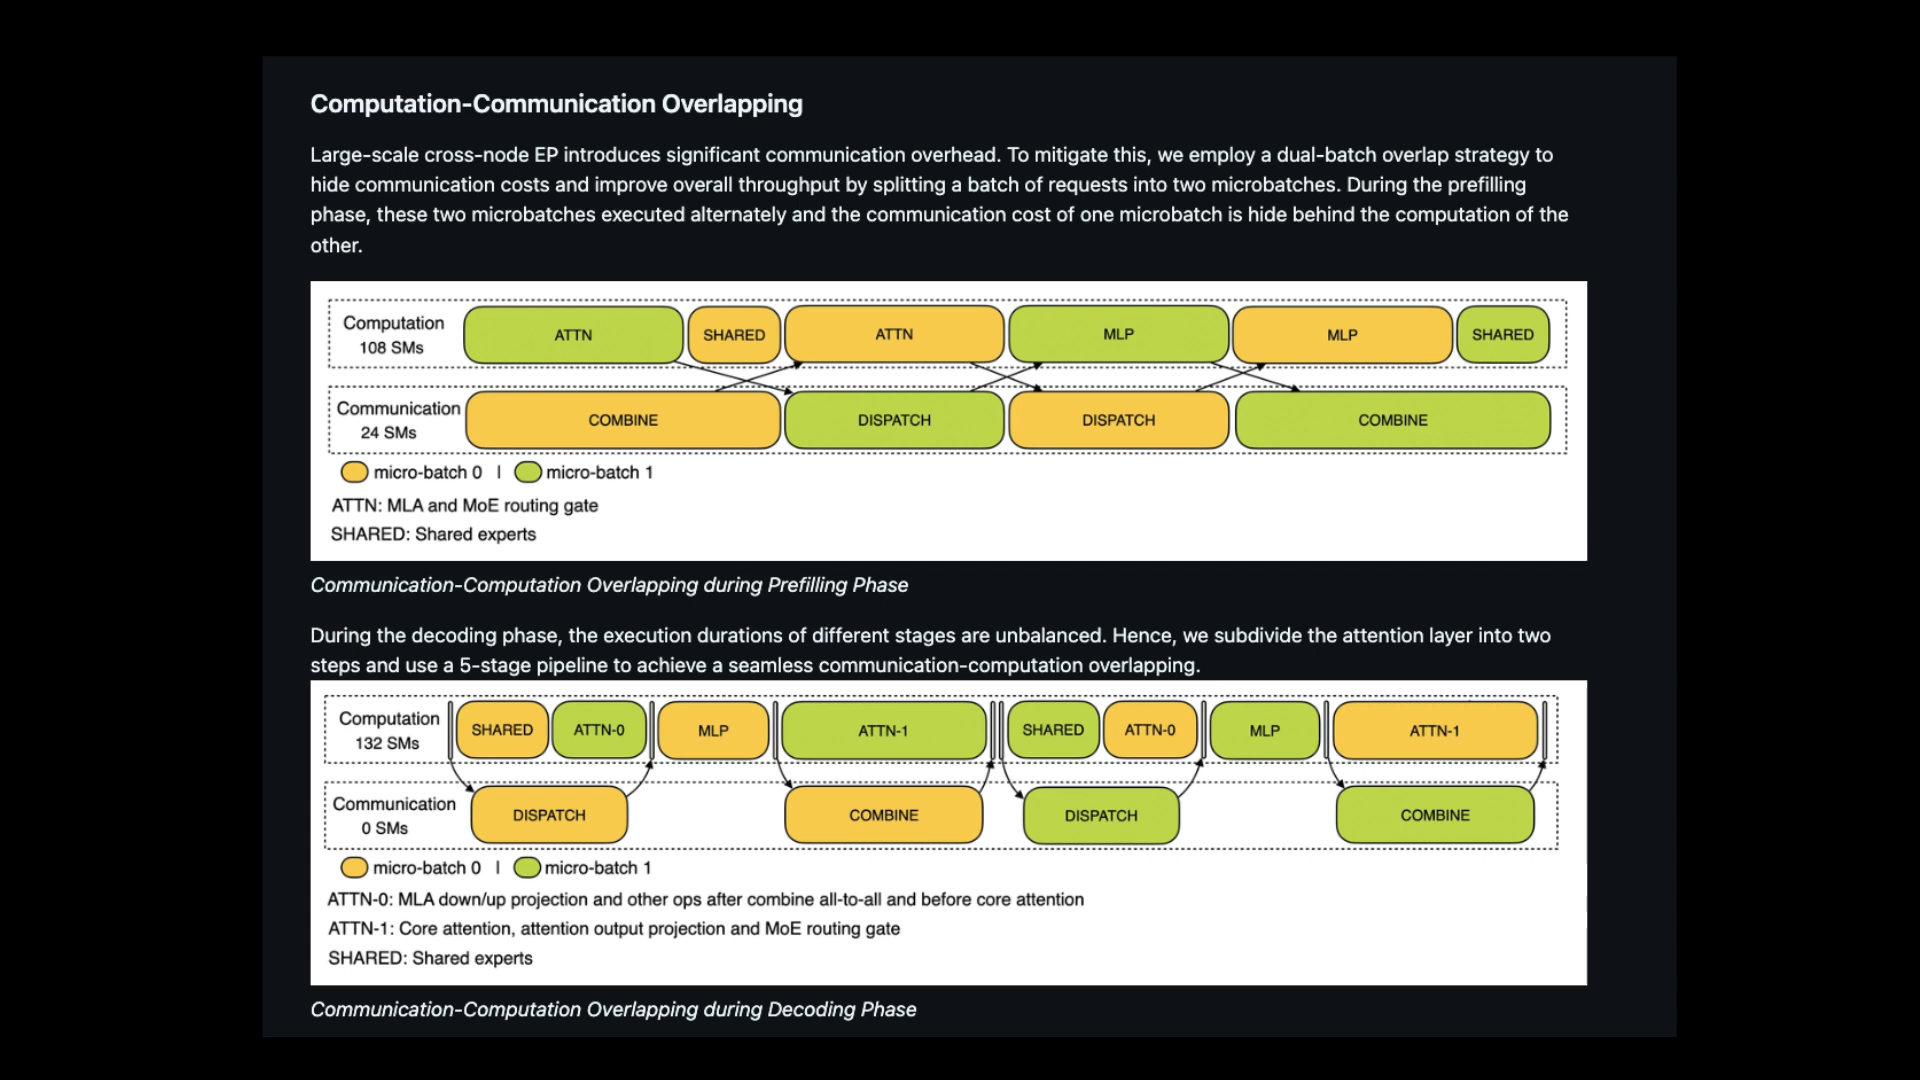 Computation-Communication Overlapping
Large-scale cross-node EP introduces significant communication overhead. To mitigate this, we employ a dual-batch overlap strategy to
hide communication costs and improve overall throughput by splitting a batch of requests into two microbatches. During the prefilling
phase, these two microbatches executed alternately and the communication cost of one microbatch is hide behind the computation of the
other.
Computation
108 SMs
ATTN
SHARED
ATTN
MLP
MLP
SHARED
Communication
24 SMs
COMBINE
DISPATCH
DISPATCH
COMBINE
micro-batch 0 | micro-batch 1
ATTN: MLA and MoE routing gate
SHARED: Shared experts
Communication-Computation Overlapping during Prefilling Phase
During the decoding phase, the execution durations of different stages are unbalanced. Hence, we subdivide the attention layer into two
steps and use a 5-stage pipeline to achieve a seamless communication-computation overlapping.
Computation
132 SMs
SHARED
ATTN-0
MLP
ATTN-1
SHARED
ATTN-0
MLP
ATTN-1
Communication
0 SMs
DISPATCH
COMBINE
DISPATCH
COMBINE
micro-batch 0 | micro-batch 1
ATTN-0: MLA down/up projection and other ops after combine all-to-all and before core attention
ATTN-1: Core attention, attention output projection and MoE routing gate
SHARED: Shared experts
Communication-Computation Overlapping during Decoding Phase